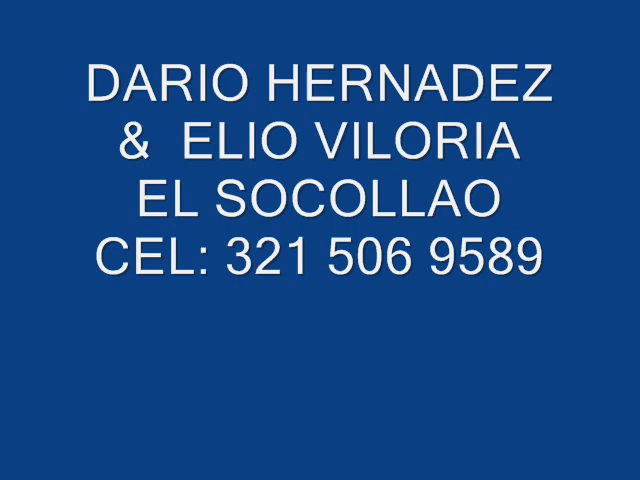 DARIO HERNADEZ
& ELIO VILORIA
EL SOCOLLAO
CEL: 321 506 9589